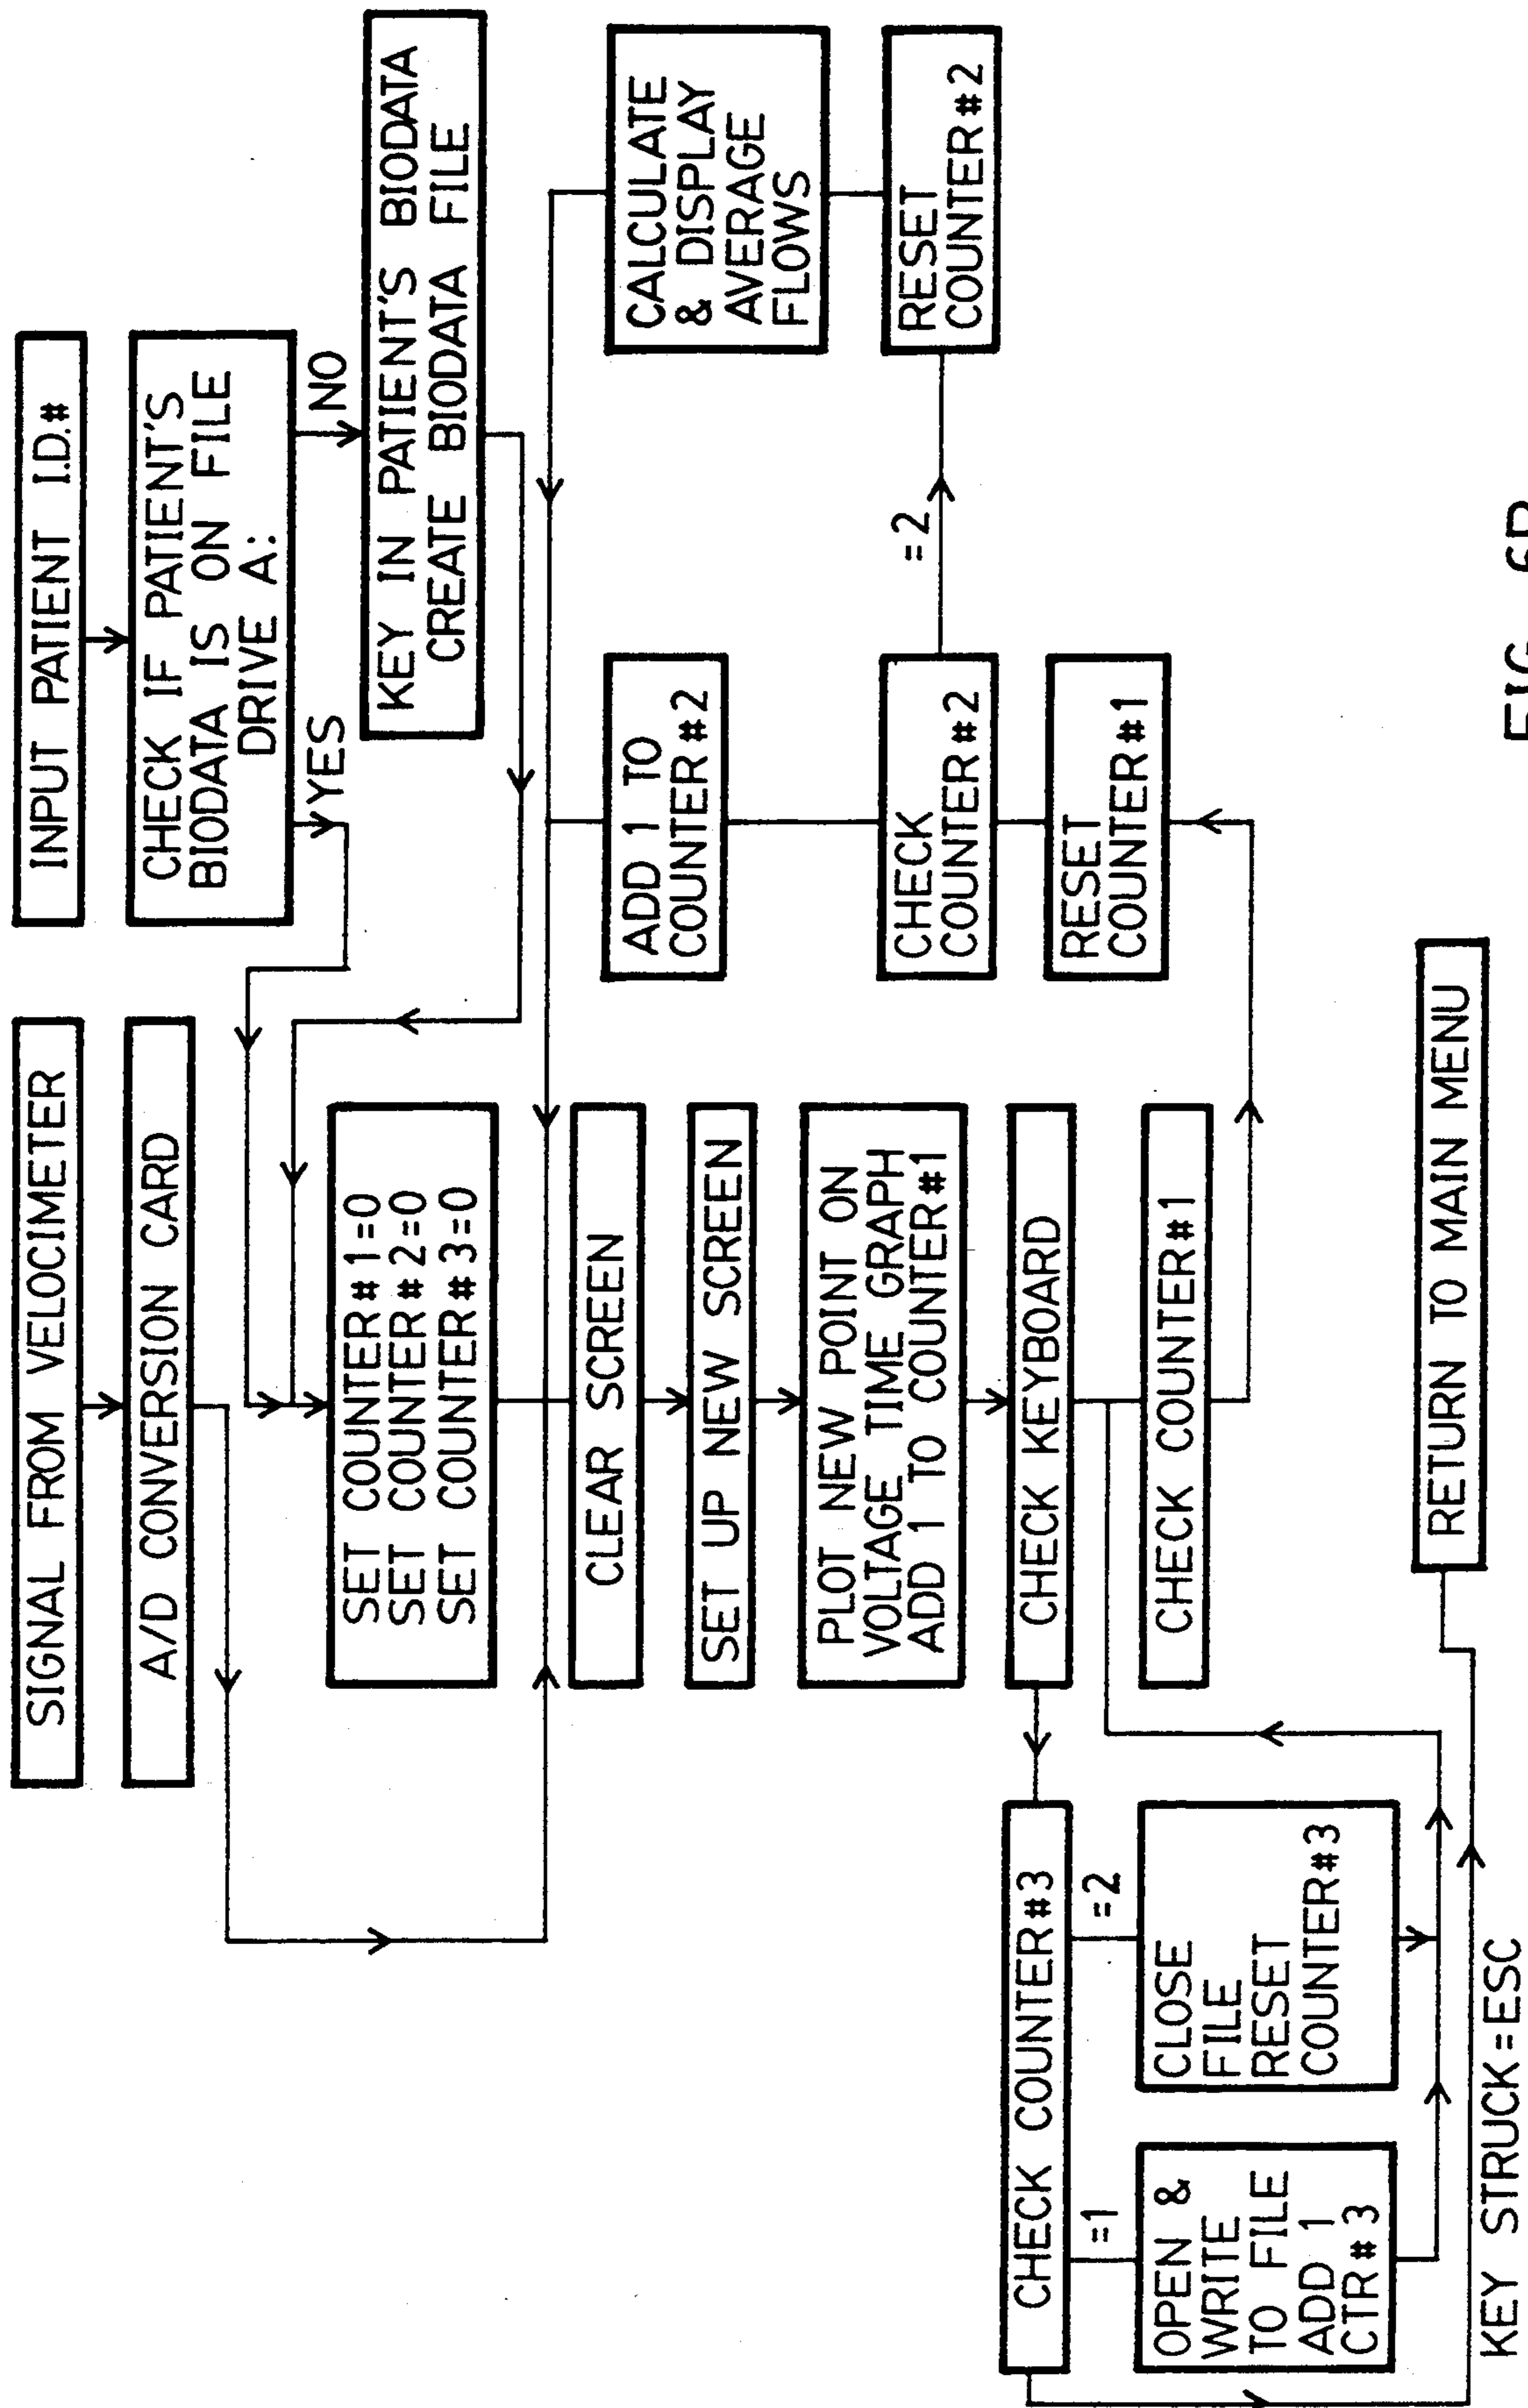 SIGNAL FROM VELOCIMETER
A/D CONVERSION CARD
INPUT PATIENT I.D.#
CHECK IF PATIENT'S
BIODATA IS ON FILE
DRIVE A:
YES
NO
KEY IN PATIENT'S BIODATA
CREATE BIODATA FILE
SET COUNTER#1=0
SET COUNTER#2=0
SET COUNTER#3=0
CLEAR SCREEN
SET UP NEW SCREEN
PLOT NEW POINT ON
VOLTAGE TIME GRAPH
ADD 1 TO COUNTER#1
CHECK KEYBOARD
CHECK COUNTER#1
ADD 1 TO
COUNTER#2
CHECK
COUNTER#2
RESET
COUNTER#1
=2
CALCULATE
& DISPLAY
AVERAGE
FLOWS
RESET
COUNTER#2
CHECK COUNTER#3
=1
=2
OPEN &
WRITE
TO FILE
ADD 1
CTR#3
CLOSE
FILE
RESET
COUNTER#3
KEY STRUCK=ESC
RETURN TO MAIN MENU
FIG.